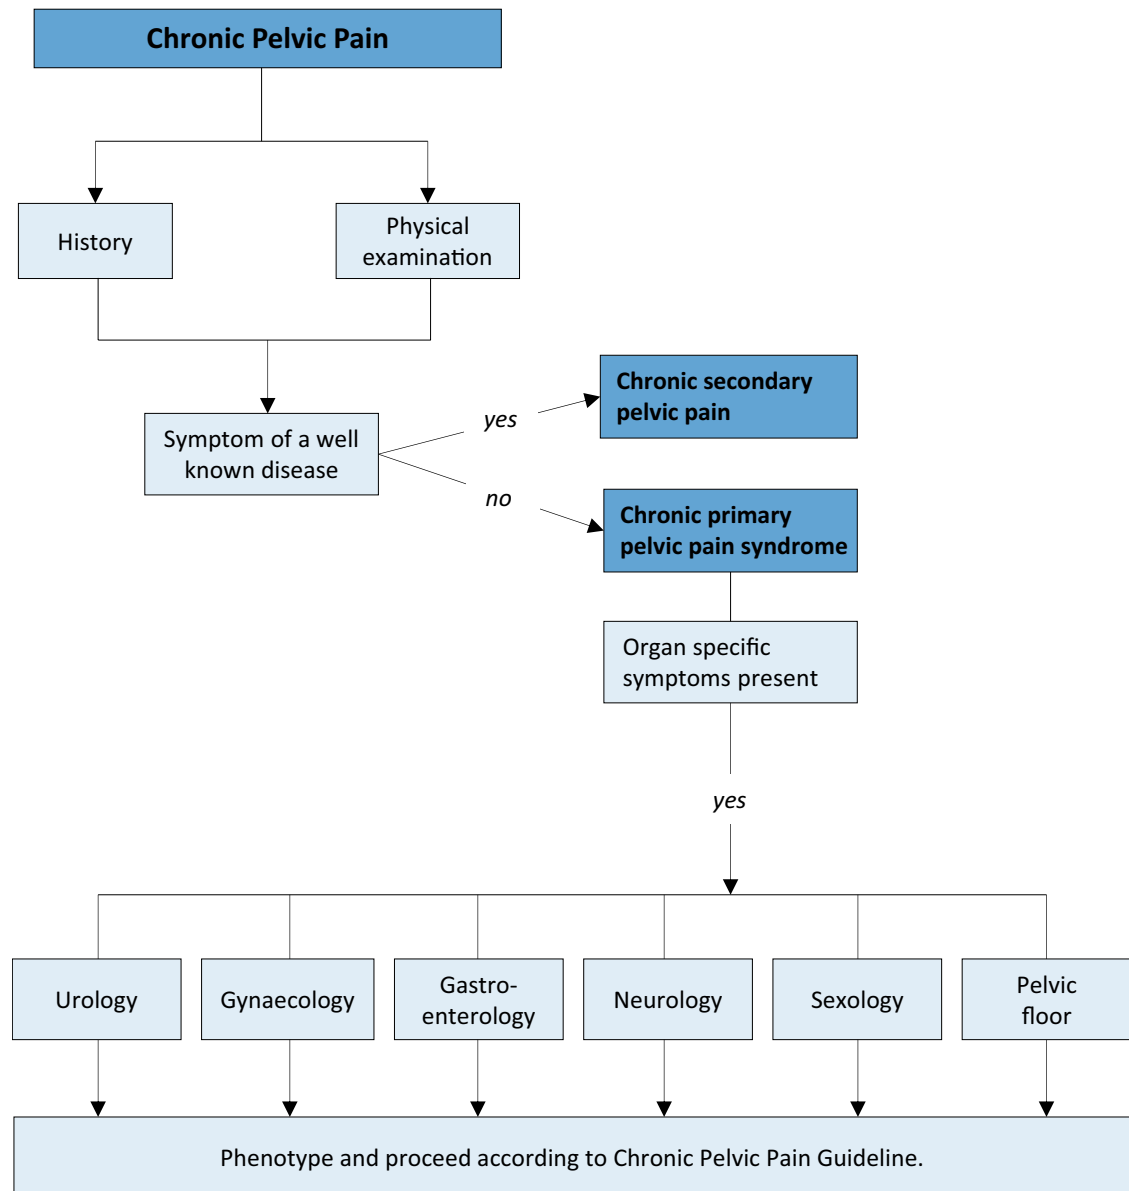 Chronic Pelvic Pain
History
Physical
examination
Symptom of a well
known disease
yes
Chronic secondary
pelvic pain
no
Chronic primary
pelvic pain syndrome
Organ specific
symptoms present
yes
Urology
Gynaecology
Gastro-
enterology
Neurology
Sexology
Pelvic
floor
Phenotype and proceed according to Chronic Pelvic Pain Guideline.